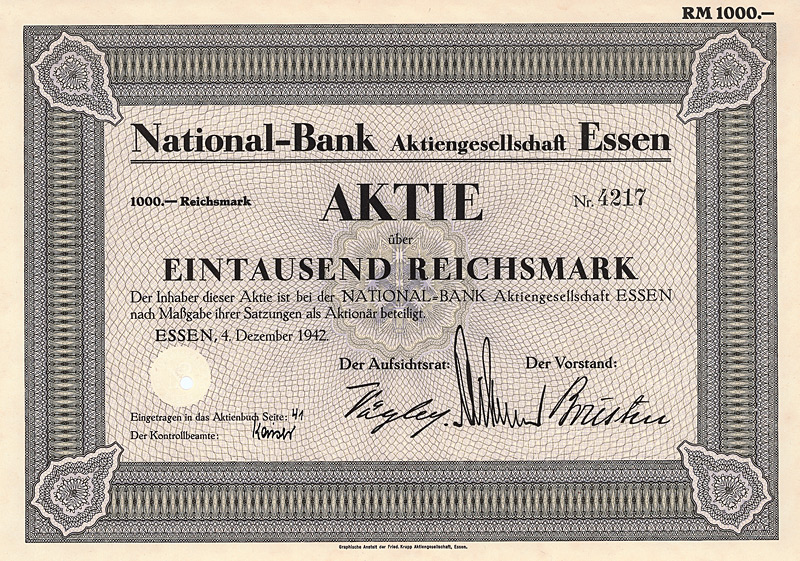 RM 1000.—
National-Bank Aktiengesellschaft Essen
1000.— Reichsmark AKTIE Nr. 4217
über
EINTAUSEND REICHSMARK
Der Inhaber dieser Aktie ist bei der NATIONAL-BANK Aktiengesellschaft ESSEN
nach Maßgabe ihrer Satzungen als Aktionär beteiligt.
ESSEN, 4. Dezember 1942.
Der Aufsichtsrat: Der Vorstand:
Eingetragen in das Aktienbuch Seite: 41
Der Kontrollbeamte:
Graphische Anstalt der Fried. Krupp Aktiengesellschaft, Essen.